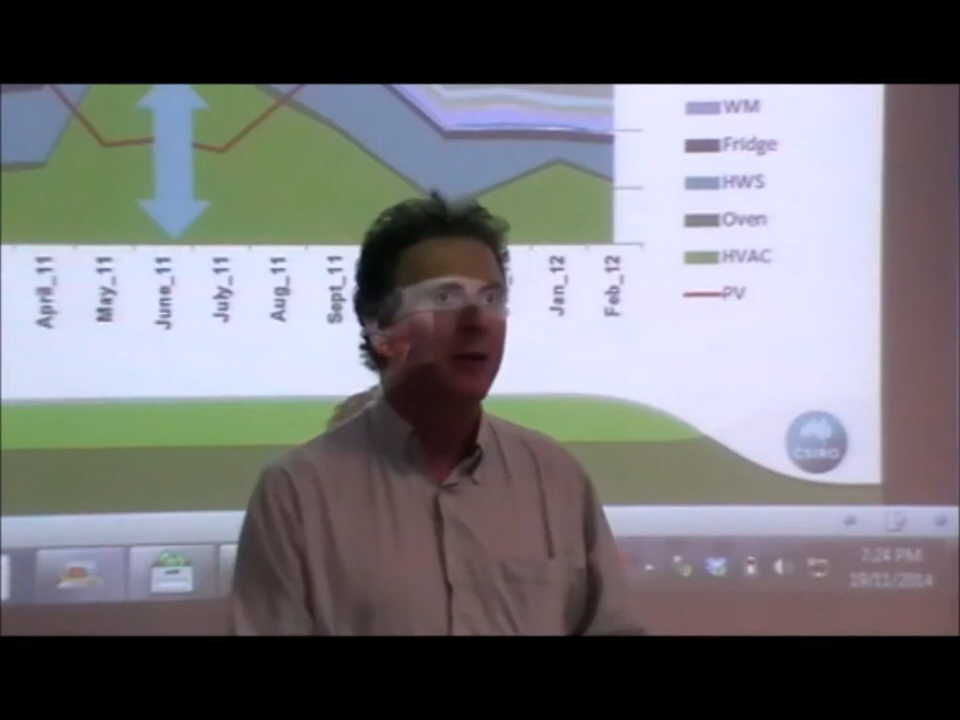 WM
Fridge
HWS
Oven
HVAC
PV
April_11
May_11
June_11
July_11
Aug_11
Sept_11
Jan_12
Feb_12
CSIRO
7:24 PM
19/11/2014